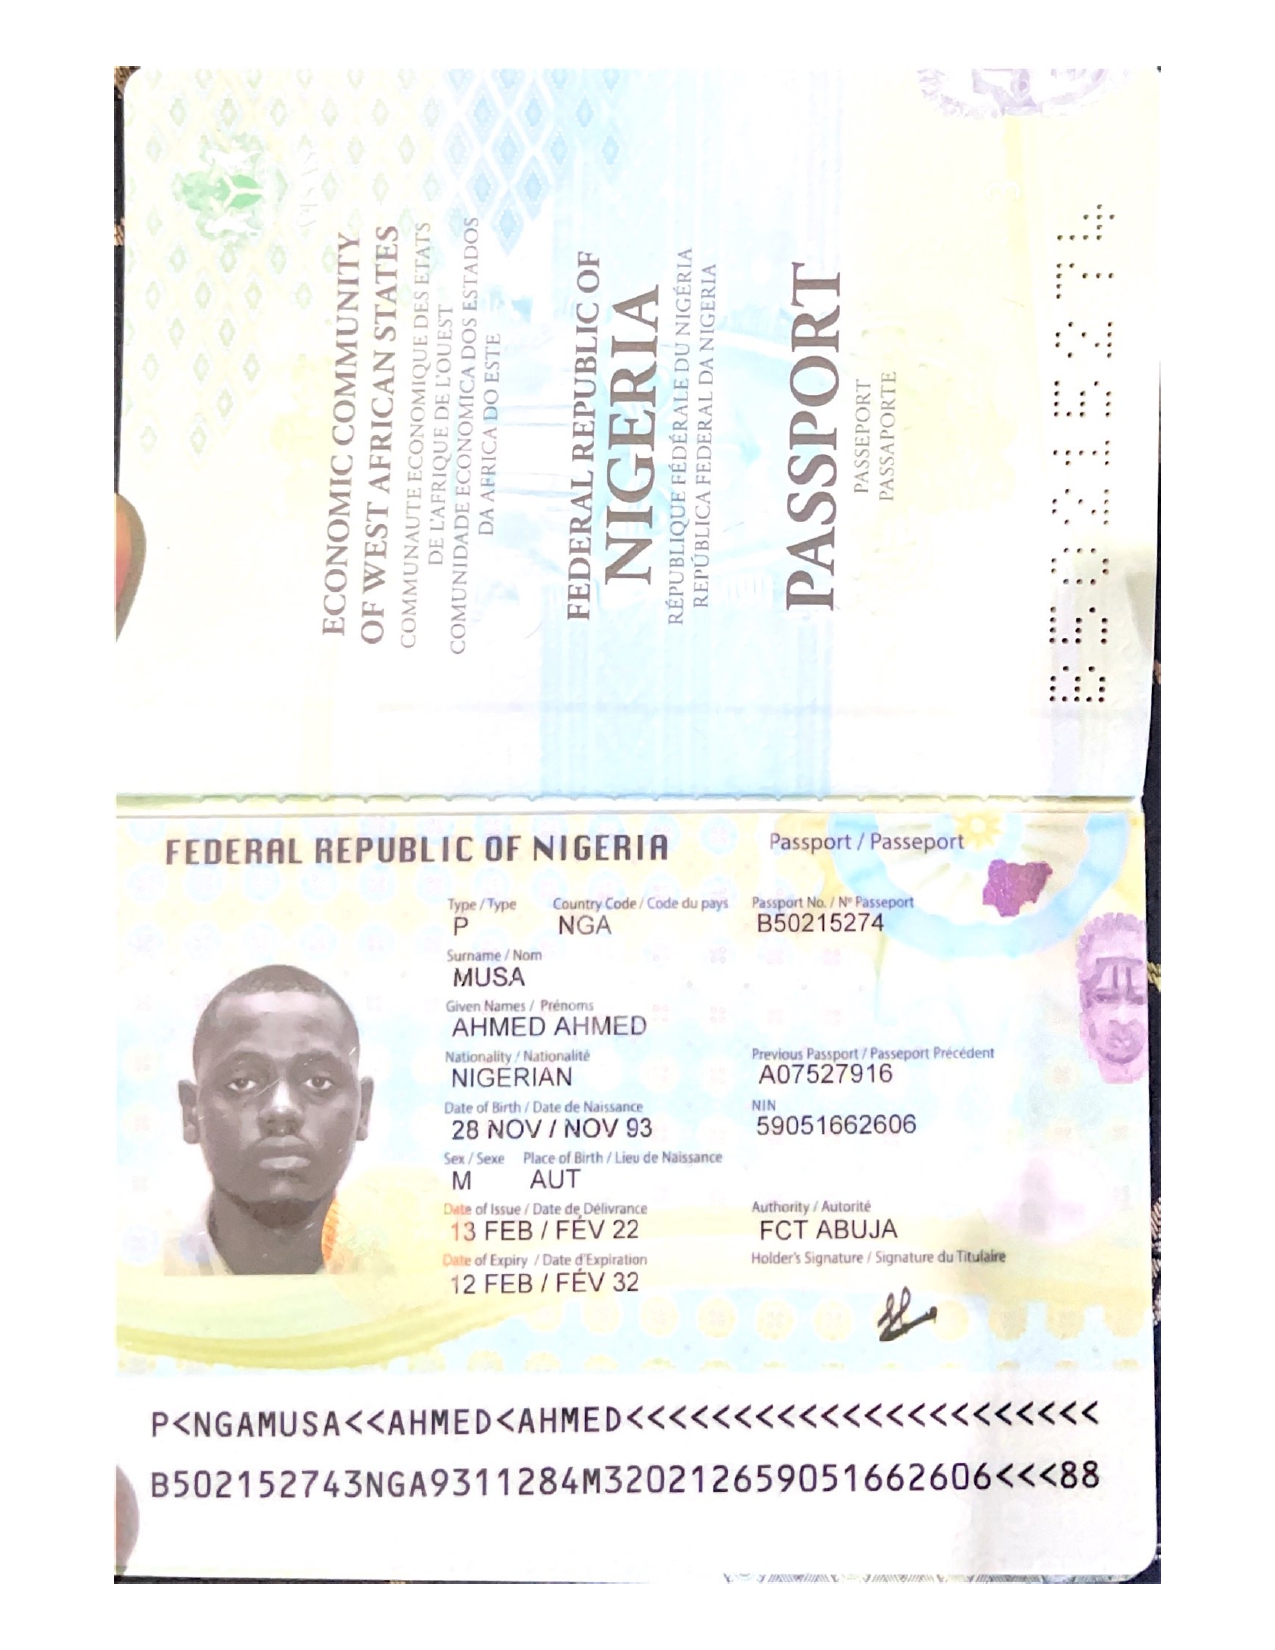 ECONOMIC COMMUNITY
OF WEST AFRICAN STATES
COMMUNAUTE ECONOMIQUE DES ETATS
DE L'AFRIQUE DE L'OUEST
COMUNIDADE ECONOMICA DOS ESTADOS
DA AFRICA DO ESTE
FEDERAL REPUBLIC OF
NIGERIA
RÉPUBLIQUE FÉDÉRALE DU NIGÉRIA
REPÚBLICA FEDERAL DA NIGERIA
PASSPORT
PASSEPORT
PASSAPORTE
B50215274
FEDERAL REPUBLIC OF NIGERIA Passport / Passeport
Type / Type Country Code / Code du pays Passport No. / Nº Passeport
P NGA B50215274
Surname / Nom
MUSA
Given Names / Prénoms
AHMED AHMED
Nationality / Nationalité Previous Passport / Passeport Précédent
NIGERIAN A07527916
Date of Birth / Date de Naissance NIN
28 NOV / NOV 93 59051662606
Sex / Sexe Place of Birth / Lieu de Naissance
M AUT
Date of Issue / Date de Délivrance Authority / Autorité
13 FEB / FÉV 22 FCT ABUJA
Date of Expiry / Date d'Expiration Holder's Signature / Signature du Titulaire
12 FEB / FÉV 32
P<NGAMUSA<<AHMED<AHMED<<<<<<<<<<<<<<<<<<<<<<
B502152743NGA9311284M32021265905166260​6<<<88